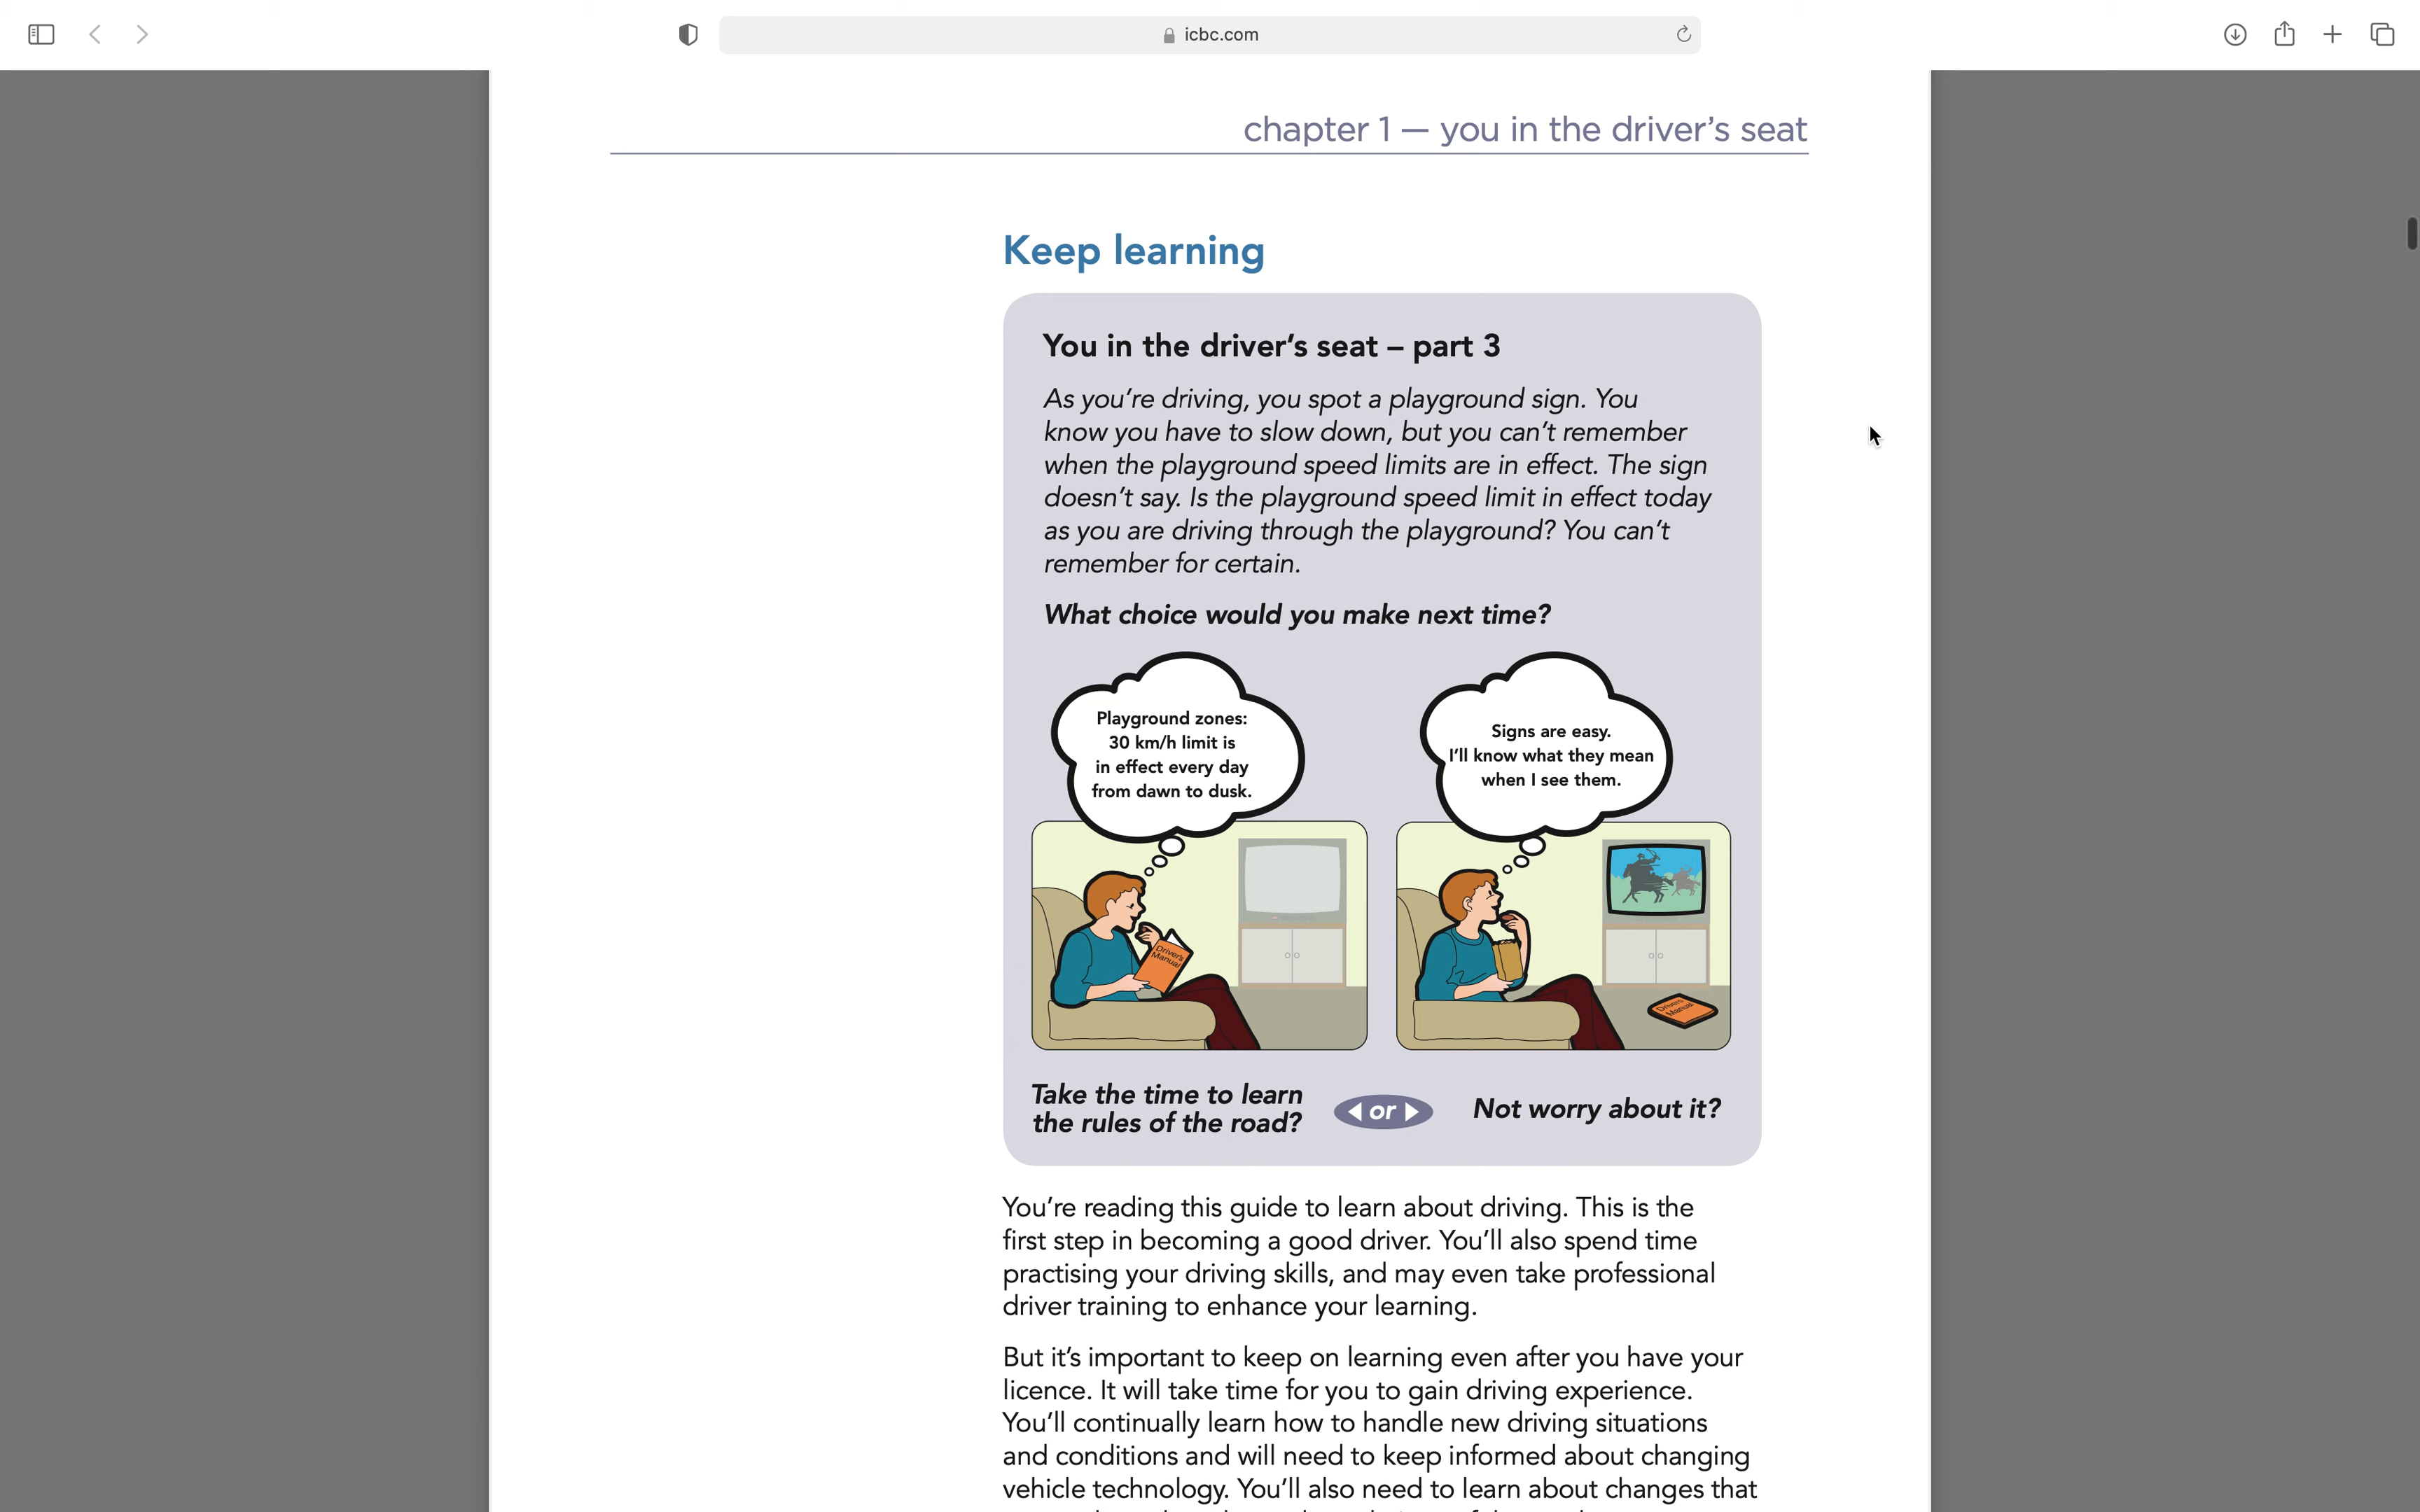 icbc.com
chapter 1 — you in the driver's seat
Keep learning
You in the driver's seat – part 3
As you're driving, you spot a playground sign. You
know you have to slow down, but you can't remember
when the playground speed limits are in effect. The sign
doesn't say. Is the playground speed limit in effect today
as you are driving through the playground? You can't
remember for certain.
What choice would you make next time?
Playground zones:
30 km/h limit is
in effect every day
from dawn to dusk.
Signs are easy.
I'll know what they mean
when I see them.
Driver's
Manual
Driver's
Manual
Take the time to learn
the rules of the road?
or
Not worry about it?
You're reading this guide to learn about driving. This is the
first step in becoming a good driver. You'll also spend time
practising your driving skills, and may even take professional
driver training to enhance your learning.
But it's important to keep on learning even after you have your
licence. It will take time for you to gain driving experience.
You'll continually learn how to handle new driving situations
and conditions and will need to keep informed about changing
vehicle technology. You'll also need to learn about changes that